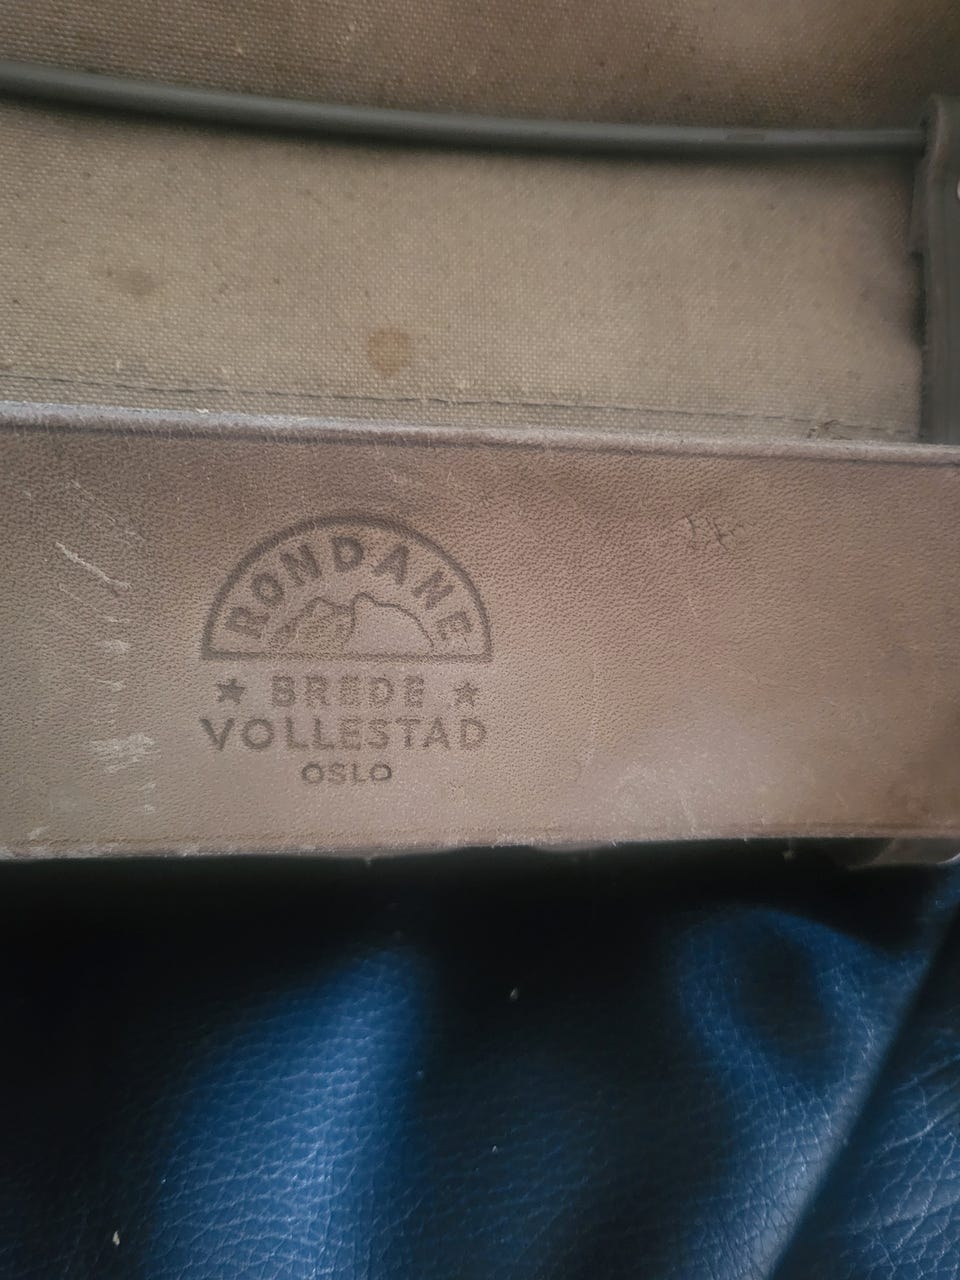 RONDANE
★ BREDE ★
VOLLESTAD
OSLO